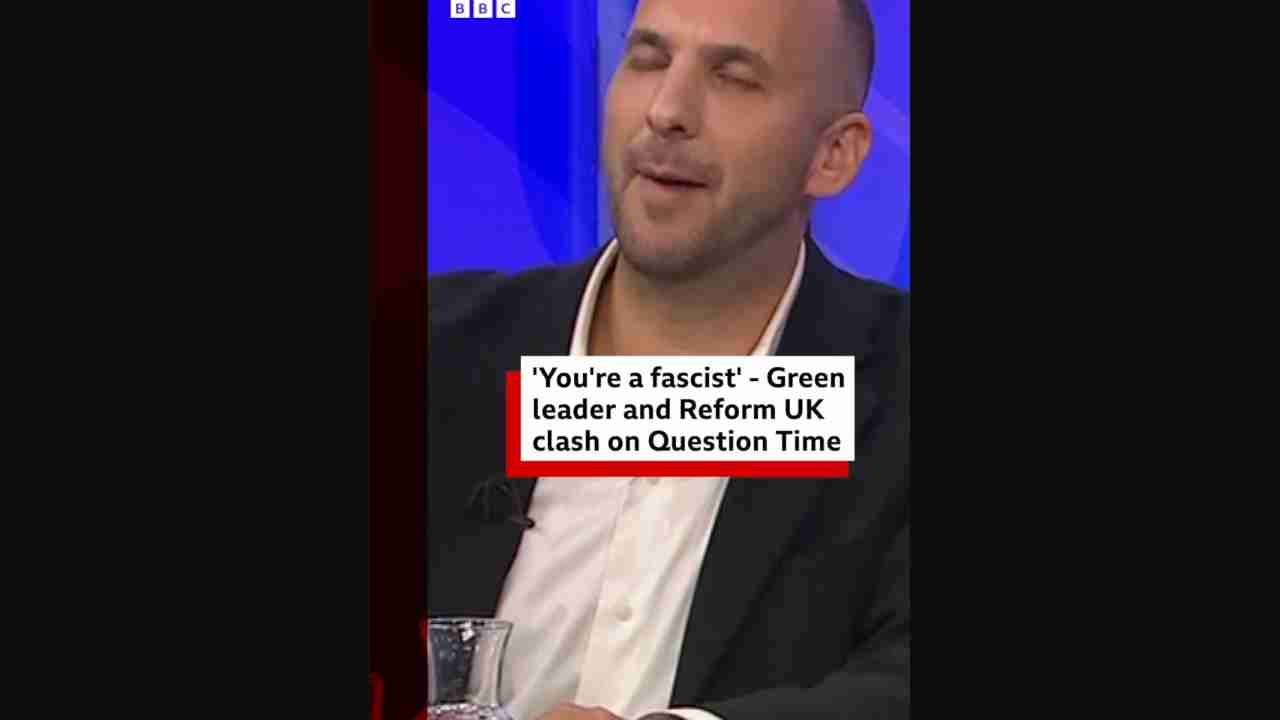 BBC
'You're a fascist' - Green
leader and Reform UK
clash on Question Time